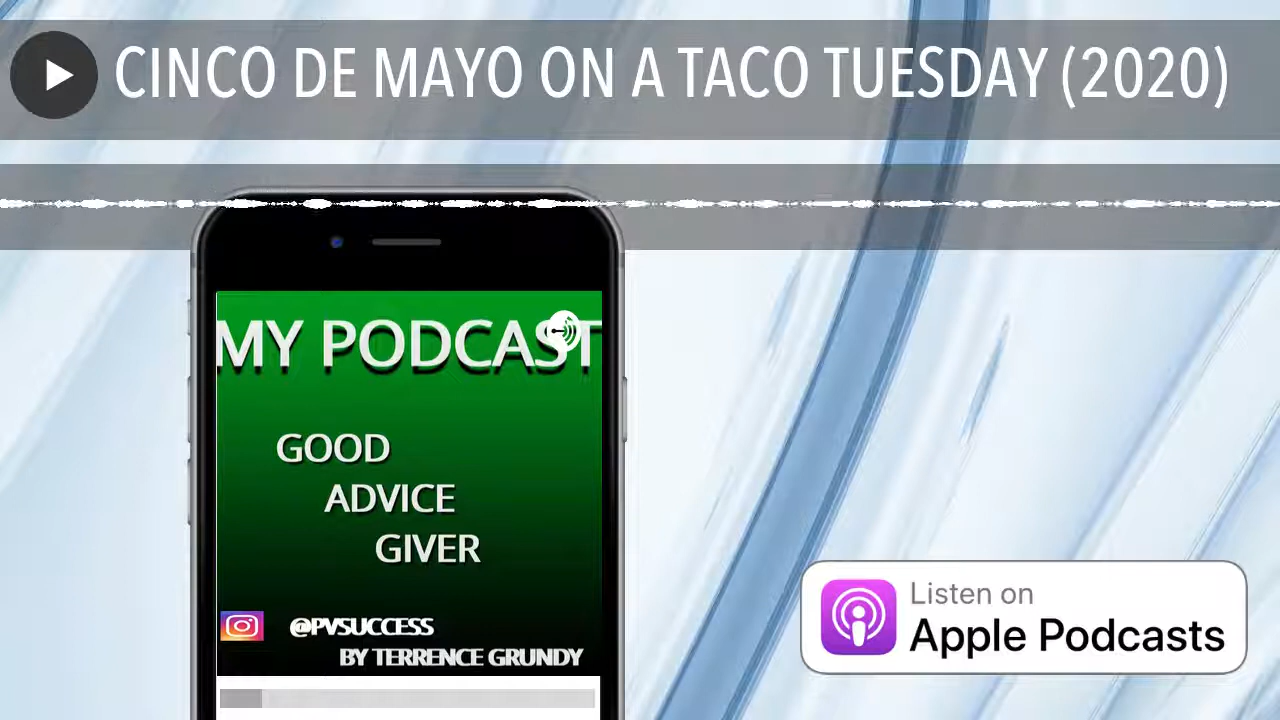 CINCO DE MAYO ON A TACO TUESDAY (2020)
MY PODCAST
GOOD
ADVICE
GIVER
@PVSUCCESS
BY TERRENCE GRUNDY
Listen on
Apple Podcasts